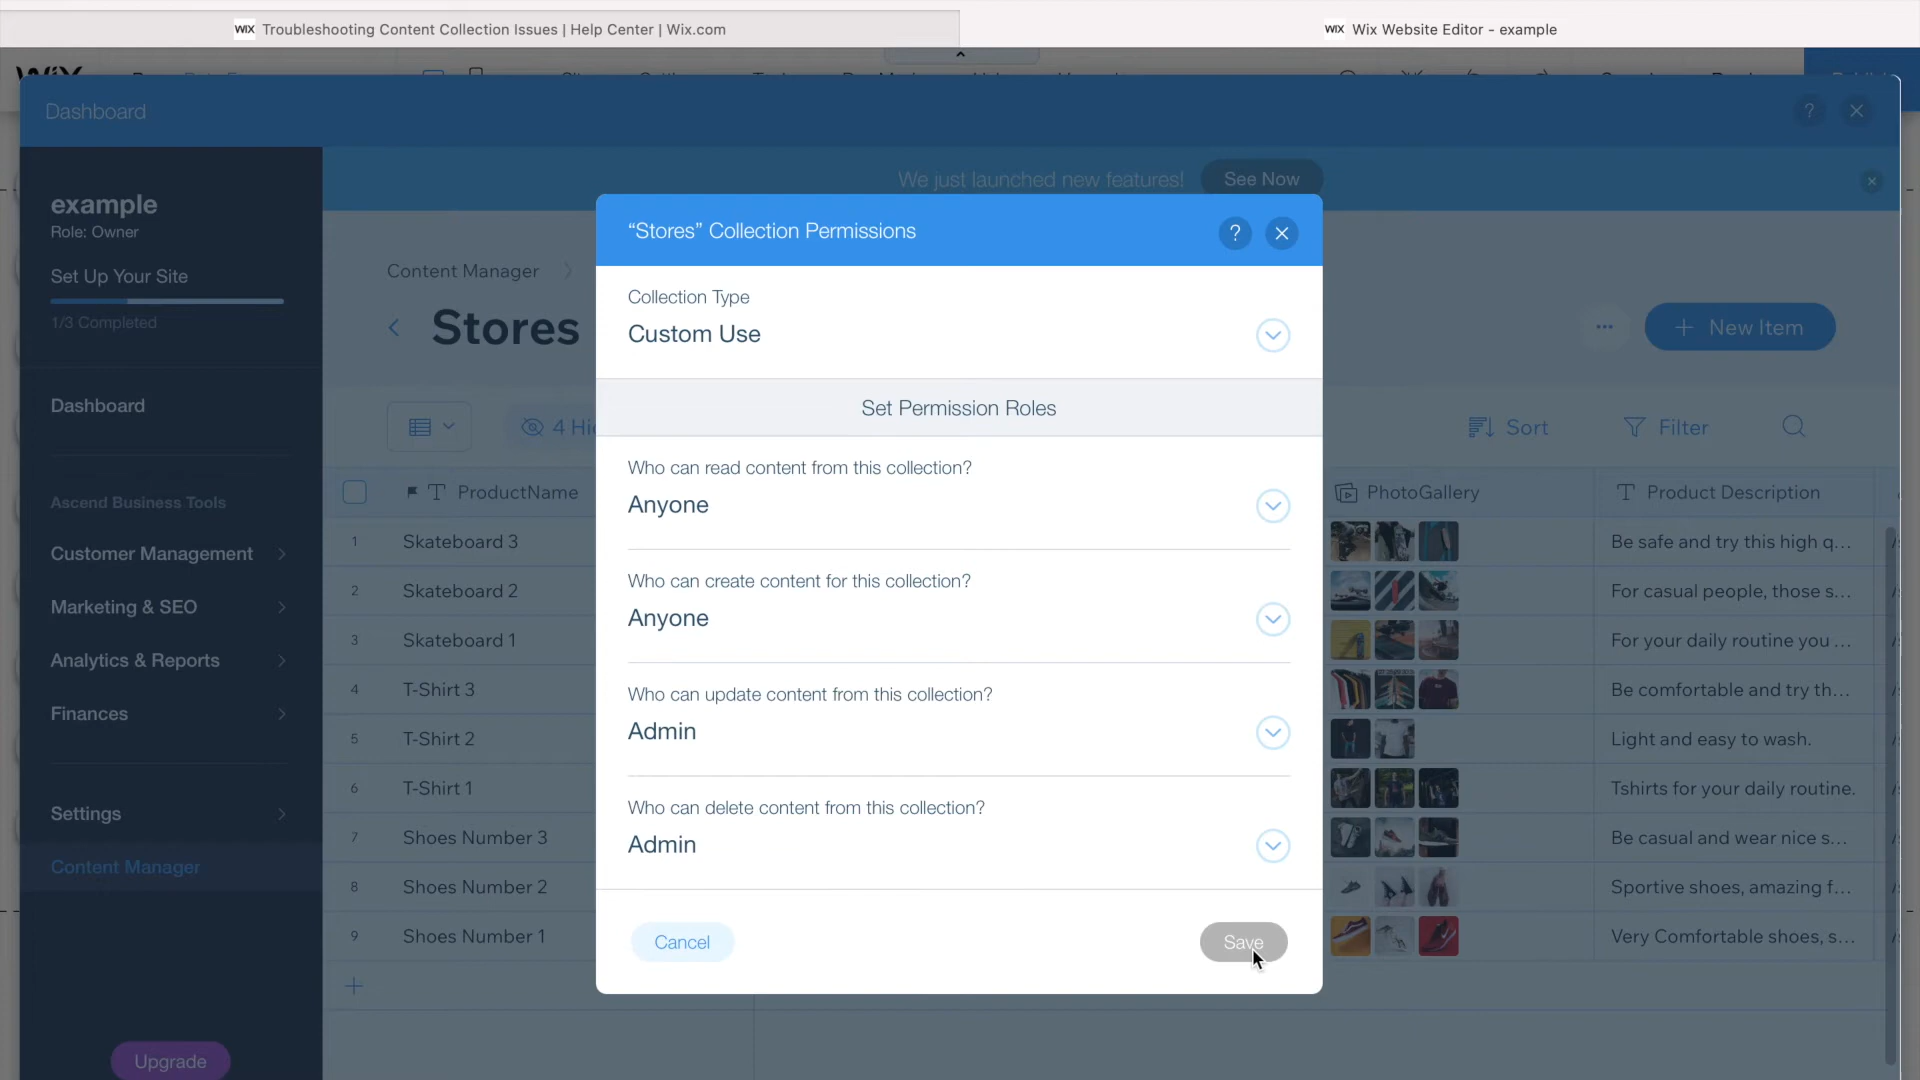 WIX Troubleshooting Content Collection Issues | Help Center | Wix.com
WIX Wix Website Editor - example
Dashboard
?
example
Role: Owner
Set Up Your Site
1/3 Completed
Dashboard
Ascend Business Tools
Customer Management
Marketing & SEO
Analytics & Reports
Finances
Settings
Content Manager
Upgrade
We just launched new features! See Now
Content Manager
Stores
New Item
4 Hi
Sort
Filter
ProductName
PhotoGallery
Product Description
1 Skateboard 3 Be safe and try this high q...
2 Skateboard 2 For casual people, those s...
3 Skateboard 1 For your daily routine you ...
4 T-Shirt 3 Be comfortable and try th...
5 T-Shirt 2 Light and easy to wash.
6 T-Shirt 1 Tshirts for your daily routine.
7 Shoes Number 3 Be casual and wear nice s...
8 Shoes Number 2 Sportive shoes, amazing f...
9 Shoes Number 1 Very Comfortable shoes, s...
“Stores” Collection Permissions
?
Collection Type
Custom Use
Set Permission Roles
Who can read content from this collection?
Anyone
Who can create content for this collection?
Anyone
Who can update content from this collection?
Admin
Who can delete content from this collection?
Admin
Cancel
Save